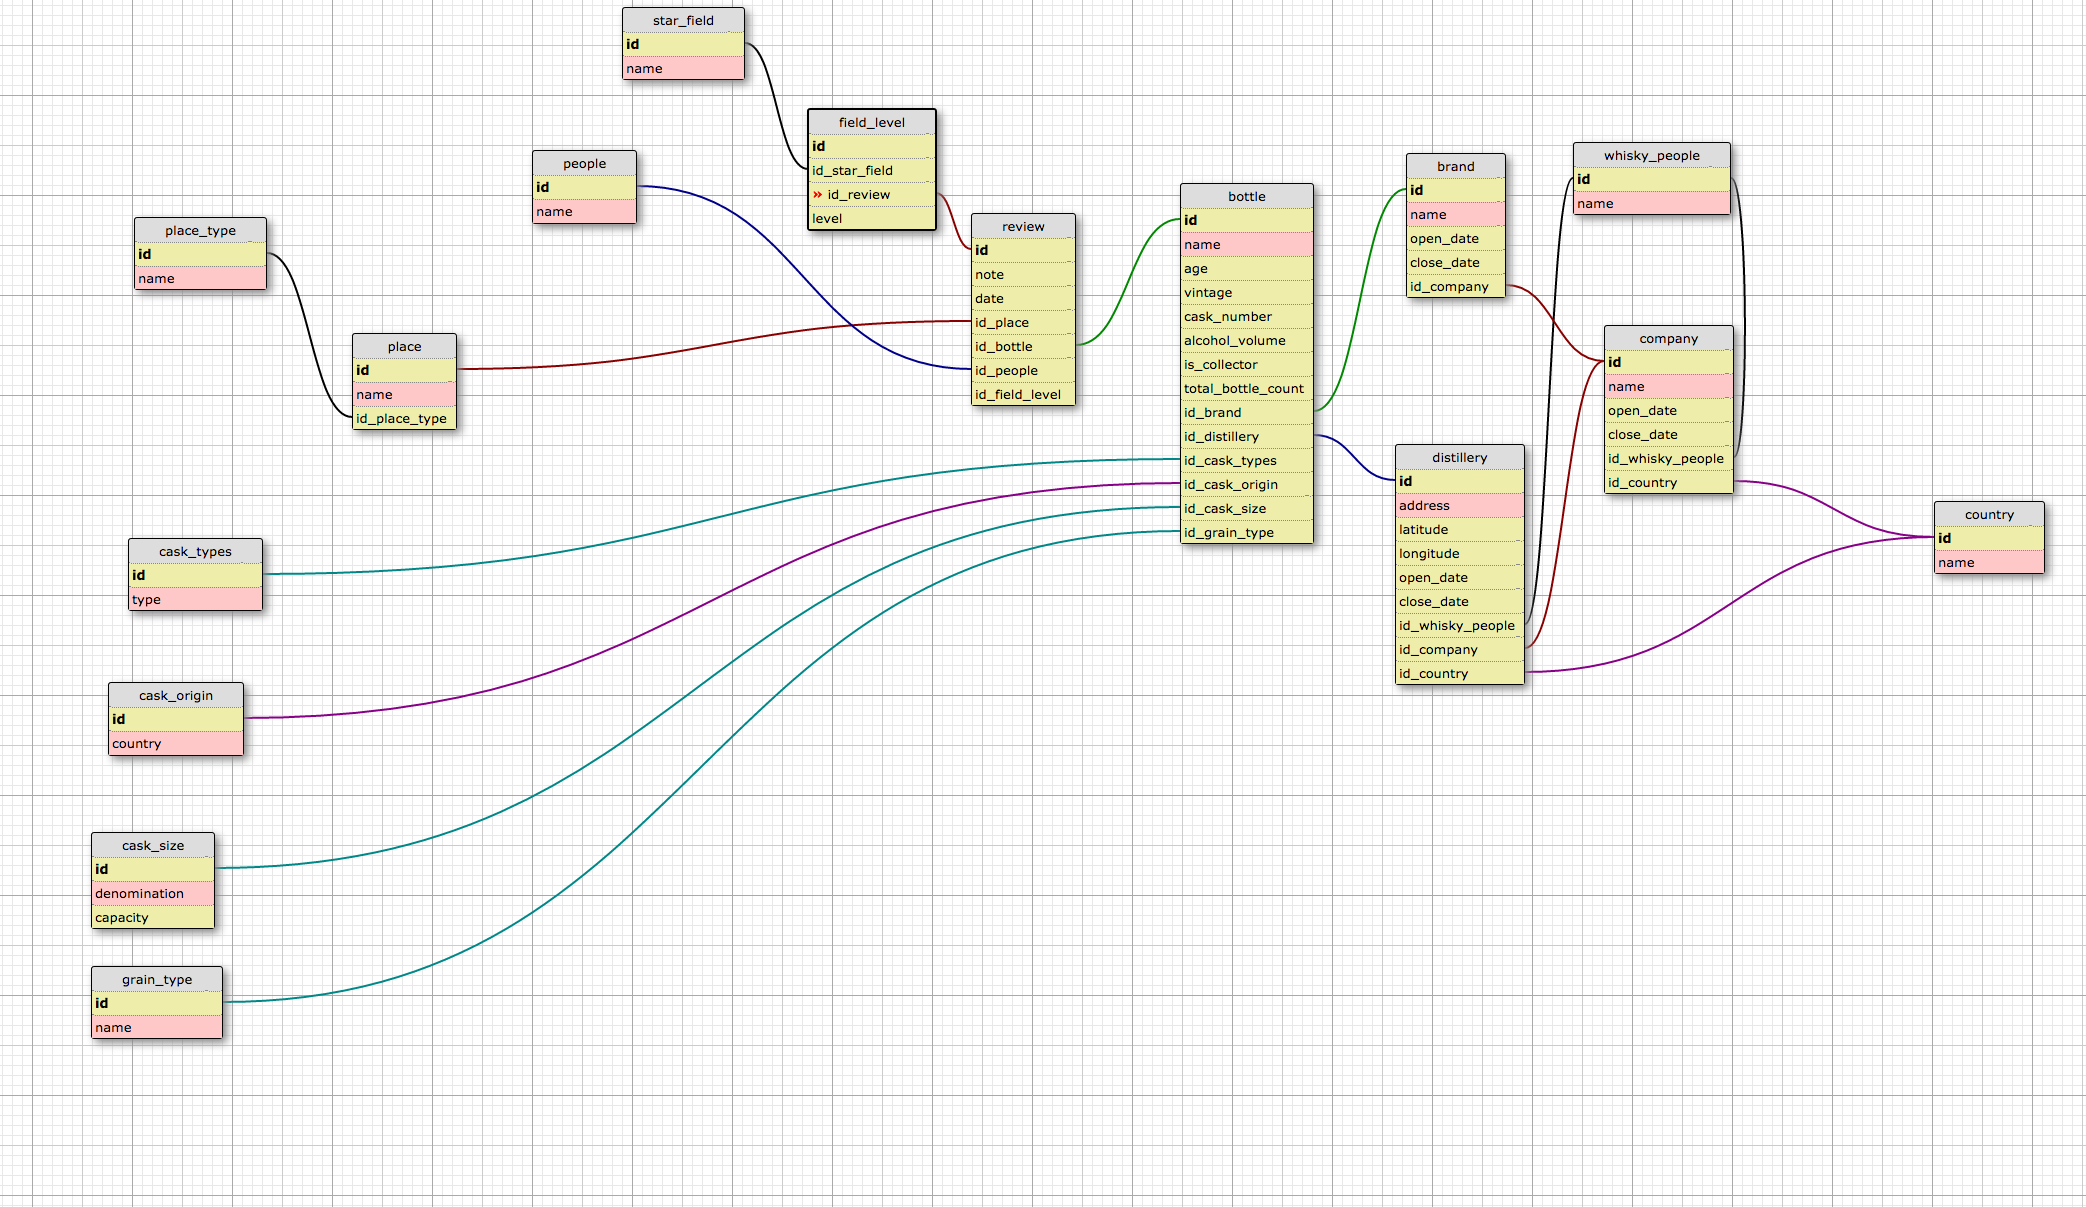 star_field
id
name
field_level
id
id_star_field
» id_review
level
people
id
name
place_type
id
name
place
id
name
id_place_type
review
id
note
date
id_place
id_bottle
id_people
id_field_level
bottle
id
name
age
vintage
cask_number
alcohol_volume
is_collector
total_bottle_count
id_brand
id_distillery
id_cask_types
id_cask_origin
id_cask_size
id_grain_type
brand
id
name
open_date
close_date
id_company
whisky_people
id
name
company
id
name
open_date
close_date
id_whisky_people
id_country
distillery
id
address
latitude
longitude
open_date
close_date
id_whisky_people
id_company
id_country
country
id
name
cask_types
id
type
cask_origin
id
country
cask_size
id
denomination
capacity
grain_type
id
name